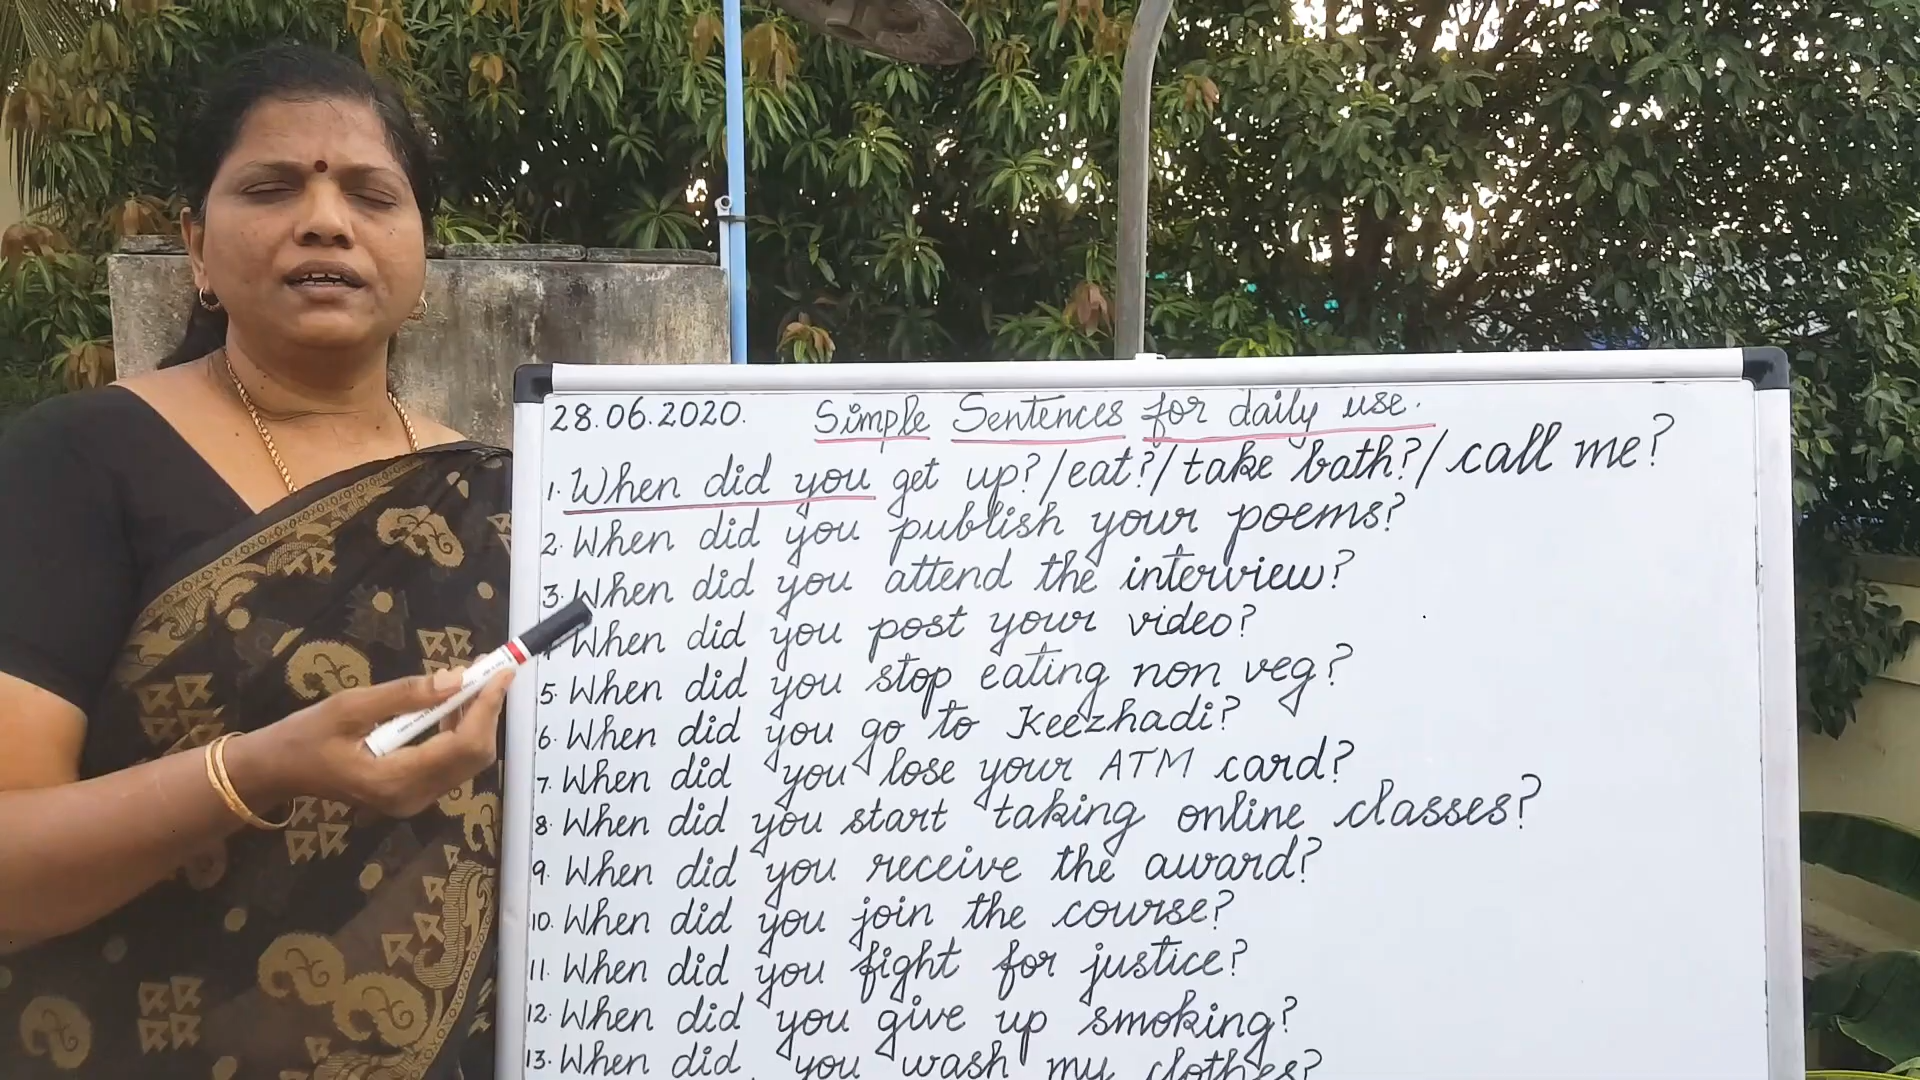 28.06.2020. Simple Sentences for daily use.
1. When did you get up?/eat?/take bath?/call me?
2. When did you publish your poems?
3. When did you attend the interview?
When did you post your video?
5. When did you stop eating non veg?
6. When did you go to Keezhadi?
7. When did you lose your ATM card?
8. When did you start taking online classes?
9. When did you receive the award?
10. When did you join the course?
11. When did you fight for justice?
12. When did you give up smoking?
13. When did you wash my clothes?